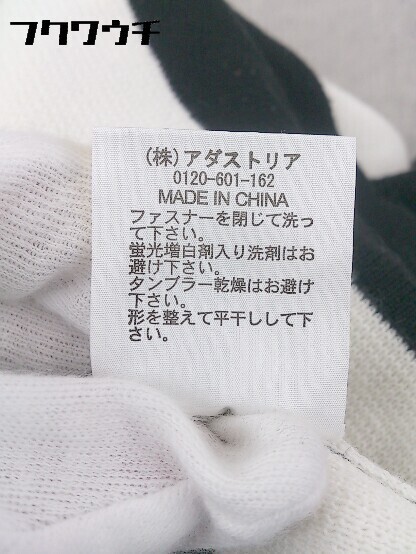 フクワウチ
(株)アダストリア
0120-601-162
MADE IN CHINA
ファスナーを閉じて洗っ
て下さい。
蛍光増白剤入り洗剤はお
避け下さい。
タンブラー乾燥はお避け
下さい。
形を整えて平干しして下
さい。